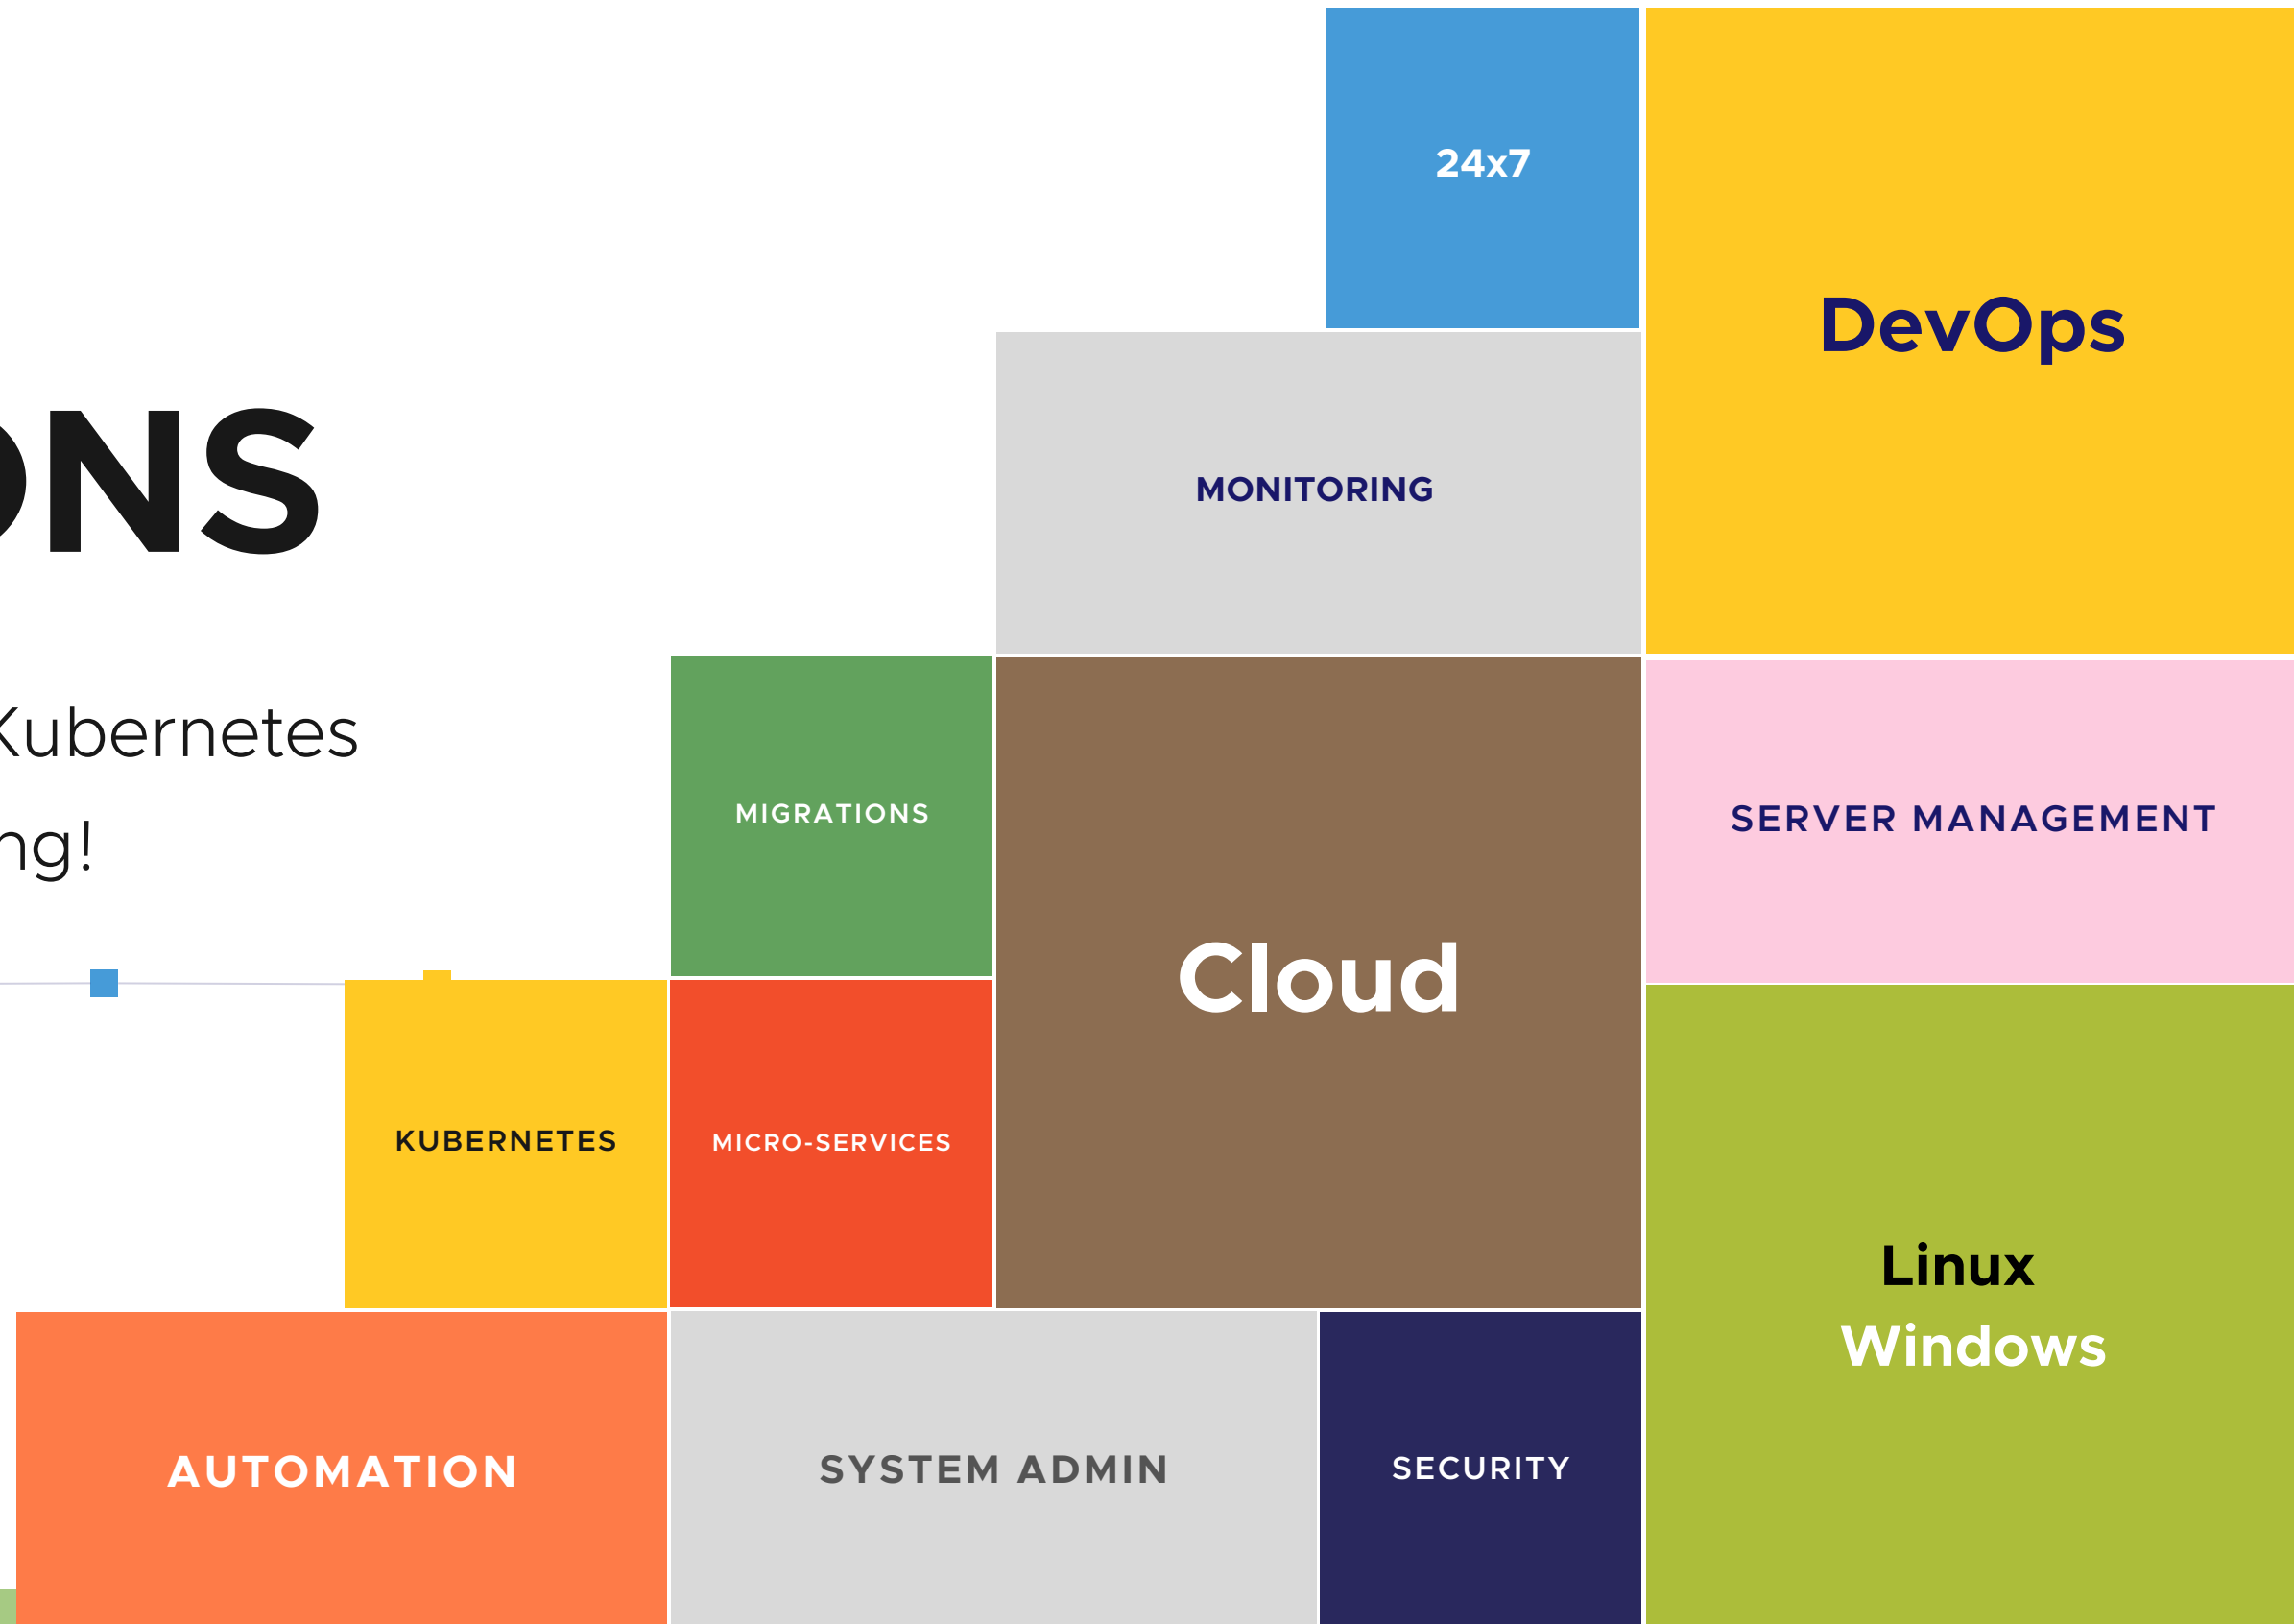 24x7
DevOps
ONS
MONITORING
Kubernetes
ng!
MIGRATIONS
SERVER MANAGEMENT
Cloud
KUBERNETES
MICRO-SERVICES
Linux
Windows
AUTOMATION
SYSTEM ADMIN
SECURITY